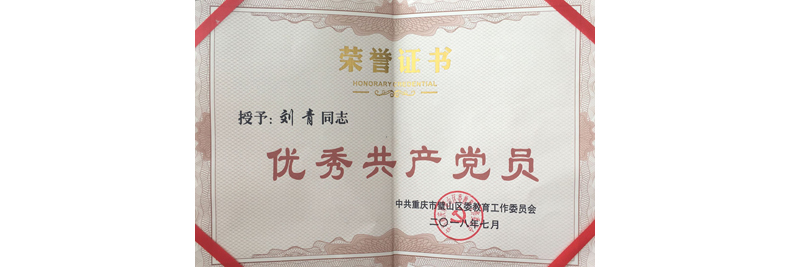 荣誉证书
HONORARY CREDENTIAL
授予：刘青同志
优秀共产党员
中共重庆市璧山区委教育工作委员会
二〇一八年七月